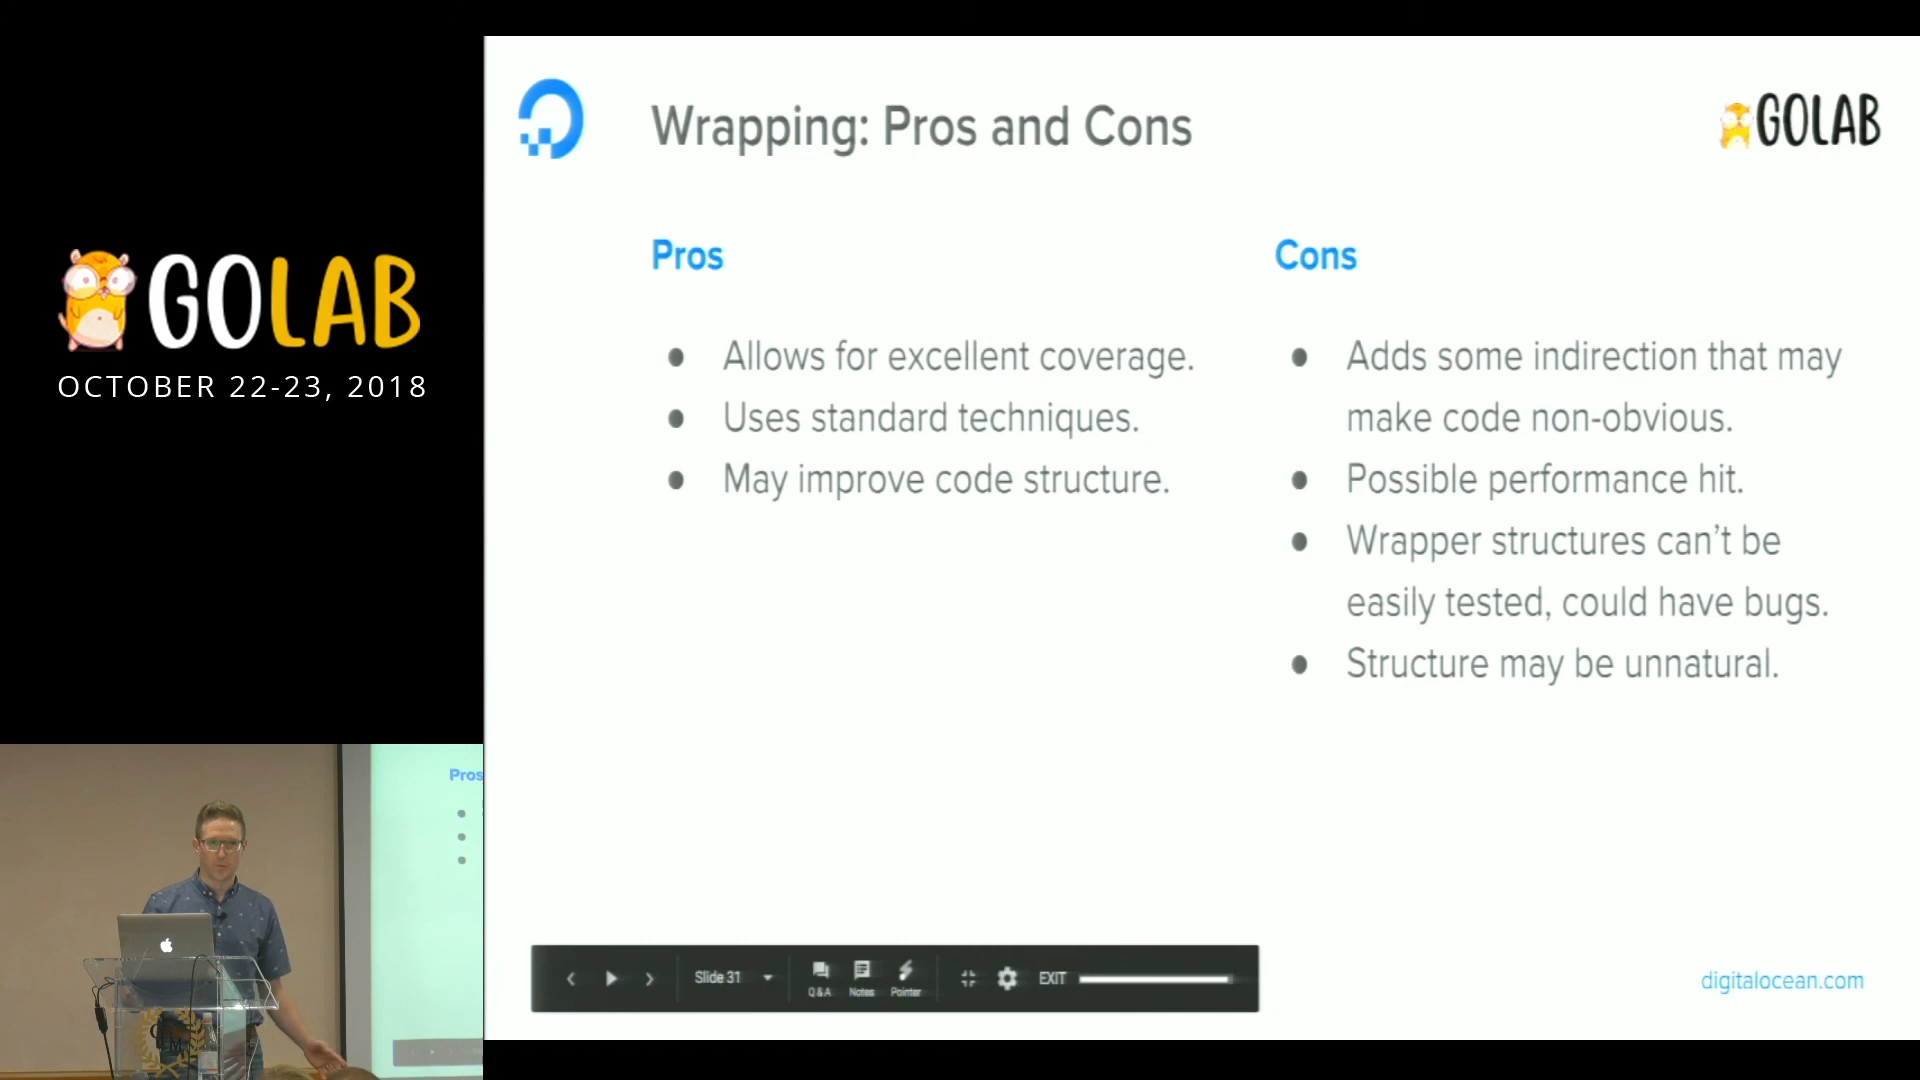 GOLAB
OCTOBER 22-23, 2018
Wrapping: Pros and Cons
GOLAB
Pros
Allows for excellent coverage.
Uses standard techniques.
May improve code structure.
Cons
Adds some indirection that may
make code non-obvious.
Possible performance hit.
Wrapper structures can’t be
easily tested, could have bugs.
Structure may be unnatural.
Slide 31
Q&A
Notes
Pointer
EXIT
digitalocean.com
Pros